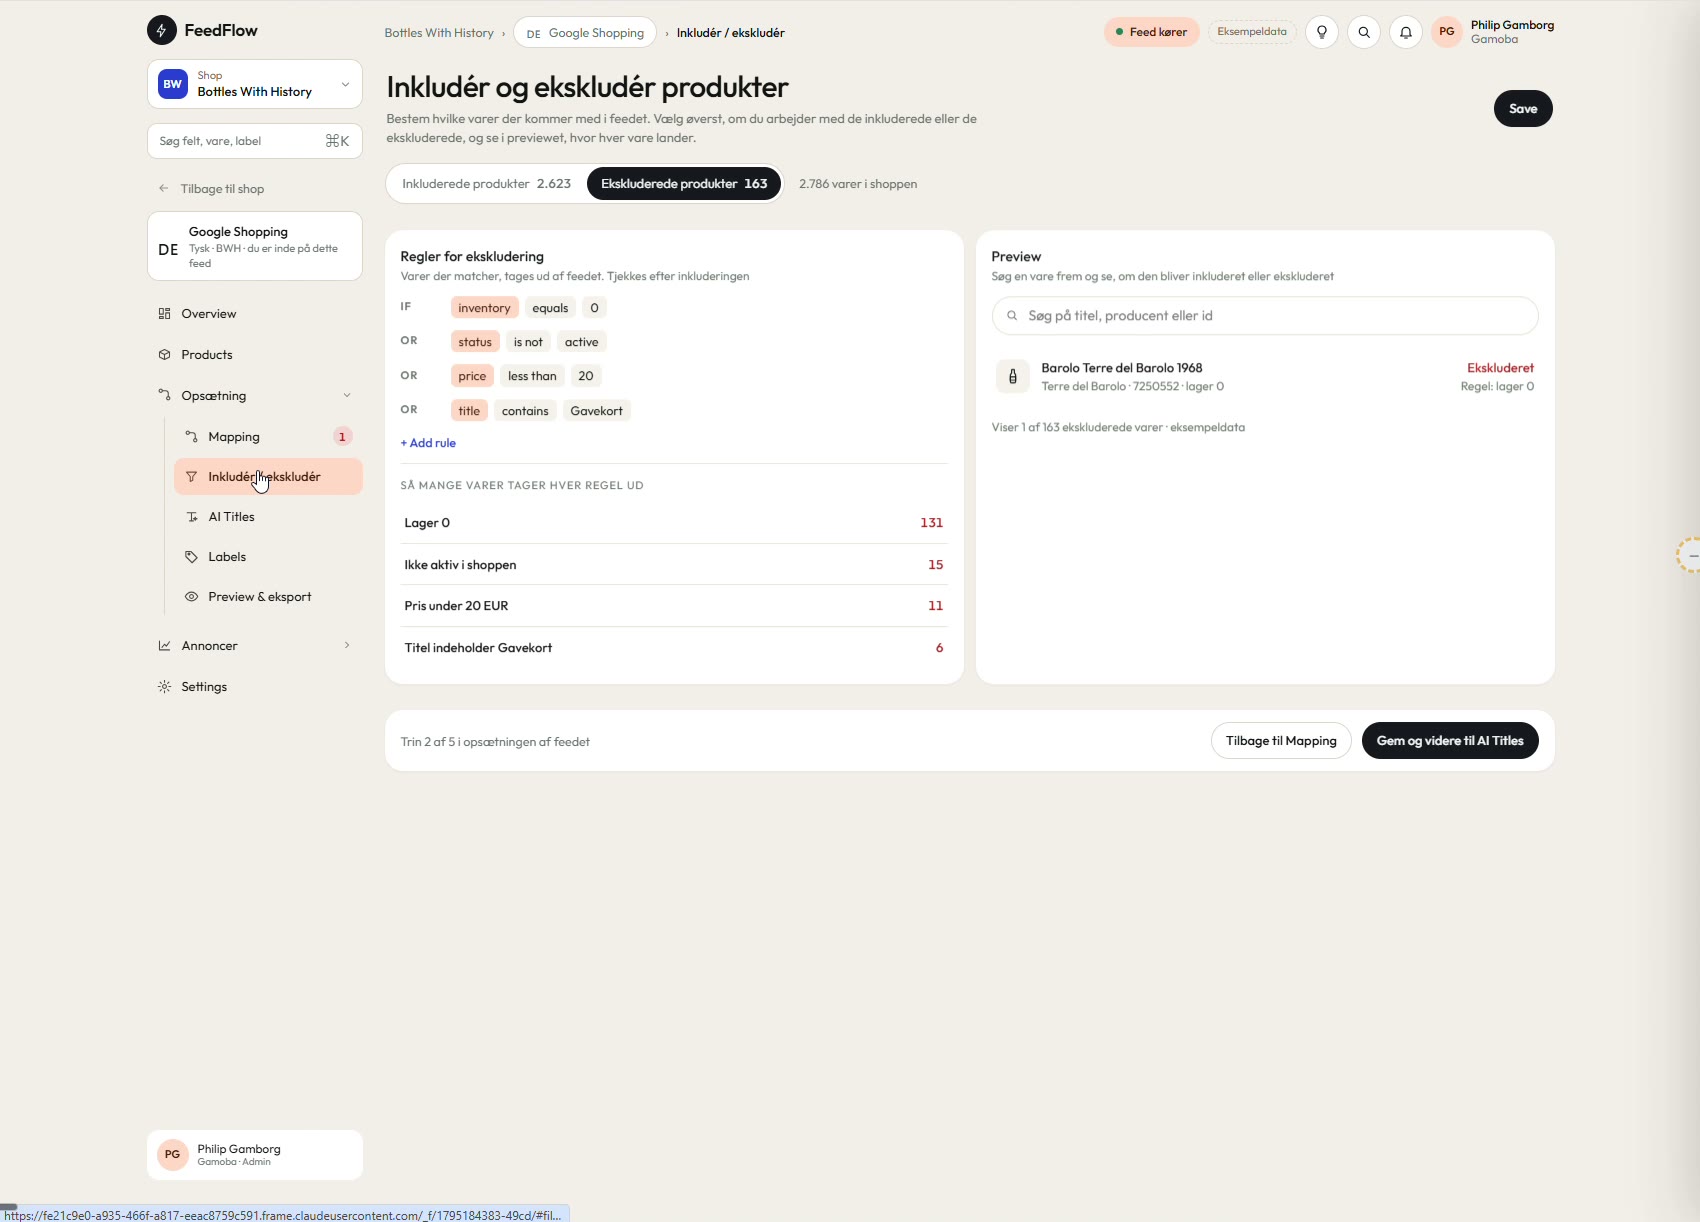 FeedFlow
Bottles With History › DE Google Shopping › Inkludér / ekskludér
Feed kører
Eksempeldata
PG
Philip Gamborg
Gamoba
BW
Shop
Bottles With History
Søg felt, vare, label ⌘K
← Tilbage til shop
DE
Google Shopping
Tysk · BWH · du er inde på dette
feed
Overview
Products
Opsætning
Mapping 1
Inkludér / ekskludér
AI Titles
Labels
Preview & eksport
Annoncer
Settings
Inkludér og ekskludér produkter
Bestem hvilke varer der kommer med i feedet. Vælg øverst, om du arbejder med de inkluderede eller de
ekskluderede, og se i previewet, hvor hver vare lander.
Save
Inkluderede produkter 2.623
Ekskluderede produkter 163
2.786 varer i shoppen
Regler for ekskludering
Varer der matcher, tages ud af feedet. Tjekkes efter inkluderingen
IF inventory equals 0
OR status is not active
OR price less than 20
OR title contains Gavekort
+ Add rule
SÅ MANGE VARER TAGER HVER REGEL UD
Lager 0 131
Ikke aktiv i shoppen 15
Pris under 20 EUR 11
Titel indeholder Gavekort 6
Preview
Søg en vare frem og se, om den bliver inkluderet eller ekskluderet
Søg på titel, producent eller id
Barolo Terre del Barolo 1968 Ekskluderet
Terre del Barolo · 7250552 · lager 0 Regel: lager 0
Viser 1 af 163 ekskluderede varer · eksempeldata
Trin 2 af 5 i opsætningen af feedet
Tilbage til Mapping
Gem og videre til AI Titles
PG
Philip Gamborg
Gamoba · Admin
https://fe21c9e0-a935-466f-a817-eeac8759c591.frame.claudeusercontent.com/_f/1795184383-49cd/#fil...